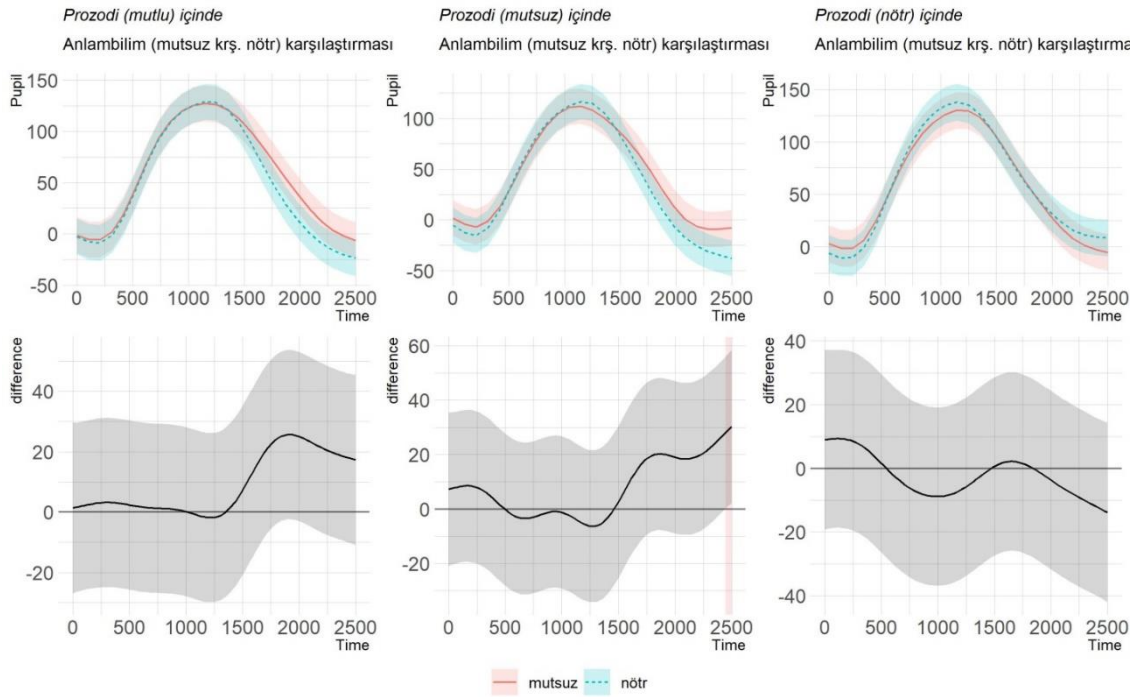 Prozodi (mutlu) içinde
Anlambilim (mutsuz krş. nötr) karşılaştırması
Pupil
150
100
50
0
-50
0 500 1000 1500 2000 2500
Time
difference
40
20
0
-20
0 500 1000 1500 2000 2500
Time
Prozodi (mutsuz) içinde
Anlambilim (mutsuz krş. nötr) karşılaştırması
Pupil
100
50
0
-50
0 500 1000 1500 2000 2500
Time
difference
60
40
20
0
-20
0 500 1000 1500 2000 2500
Time
Prozodi (nötr) içinde
Anlambilim (mutsuz krş. nötr) karşılaştırma
Pupil
150
100
50
0
0 500 1000 1500 2000 2500
Time
difference
40
20
0
-20
-40
0 500 1000 1500 2000 2500
Time
mutsuz nötr